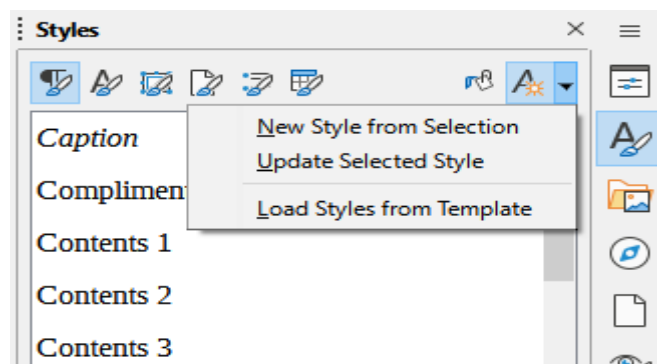 Styles
New Style from Selection
Update Selected Style
Load Styles from Template
Caption
Complimen
Contents 1
Contents 2
Contents 3